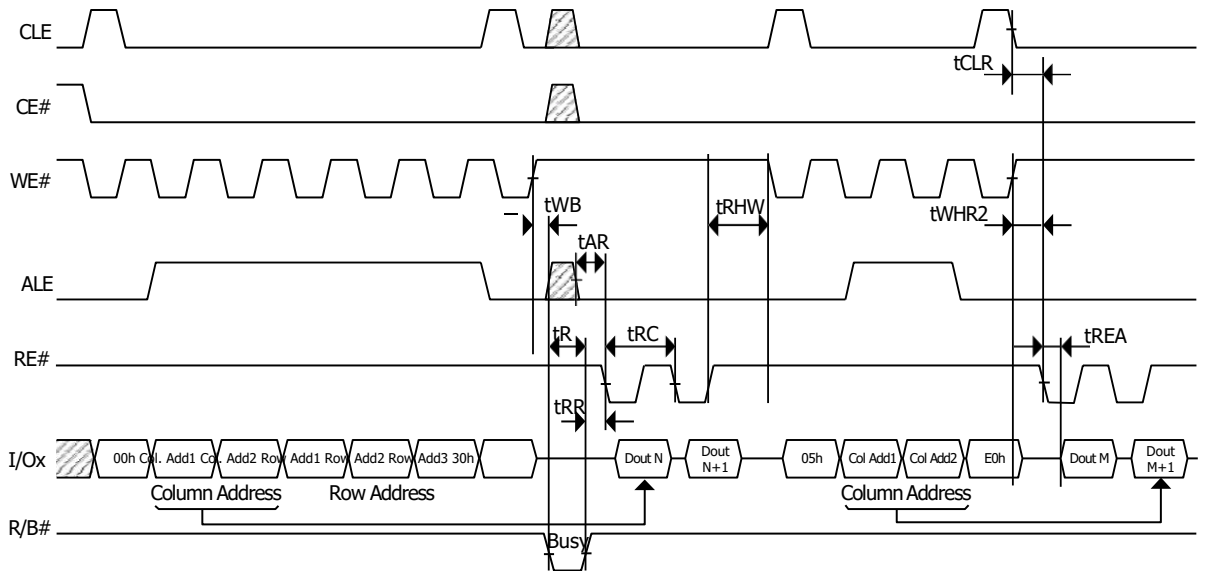 CLE
tCLR
CE#
WE#
tWB
tRHW
tWHR2
tAR
ALE
tR
tRC
tREA
RE#
tRR
I/Ox
00h Col. Add1 Col. Add2 Row Add1 Row Add2 Row Add3 30h
Dout N
Dout N+1
05h
Col Add1
Col Add2
E0h
Dout M
Dout M+1
Column Address
Row Address
Column Address
R/B#
Busy